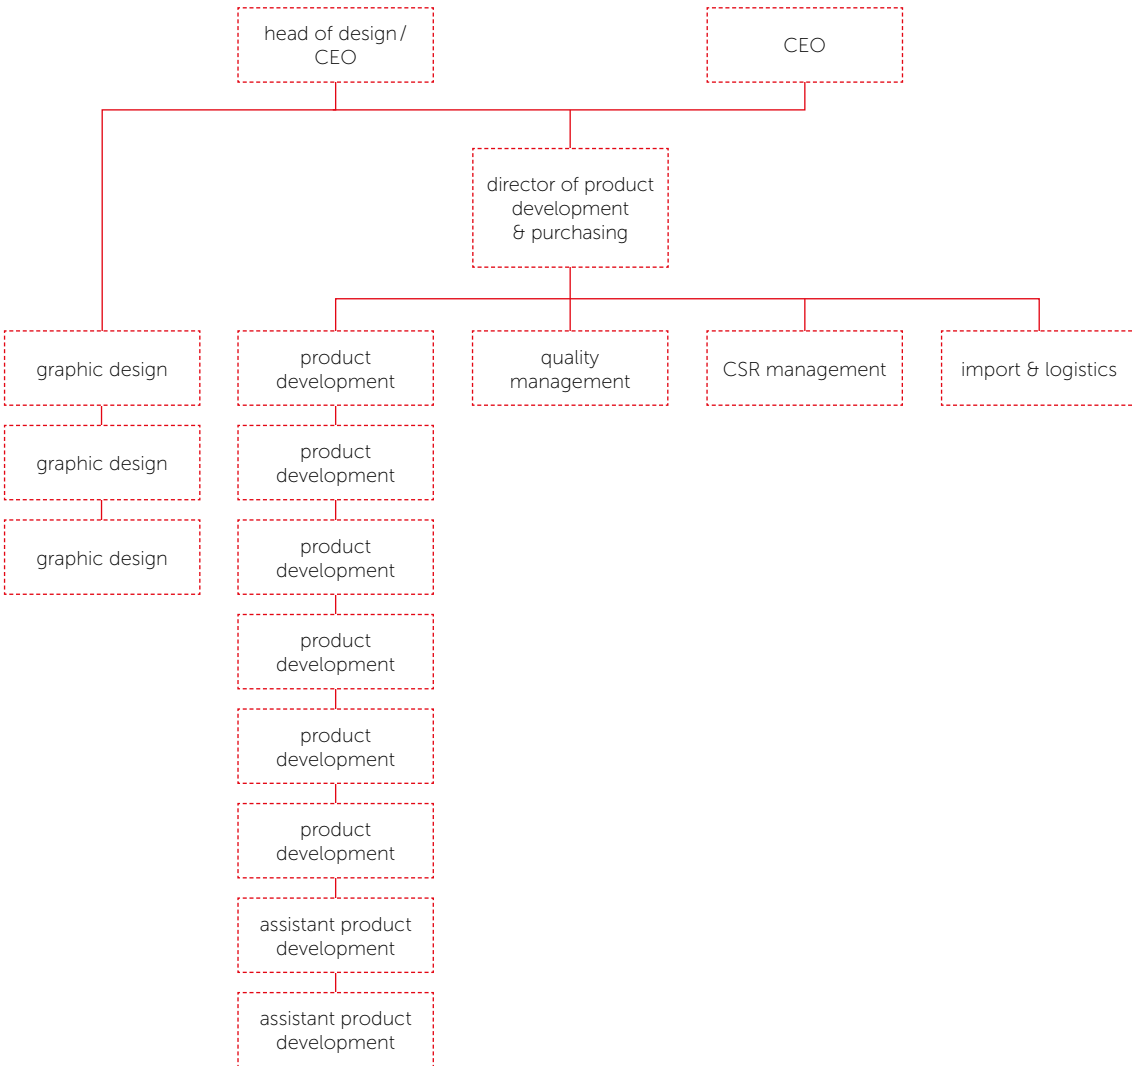 head of design /
CEO
CEO
director of product
development
& purchasing
graphic design
product
development
quality
management
CSR management
import & logistics
graphic design
product
development
graphic design
product
development
product
development
product
development
product
development
assistant product
development
assistant product
development